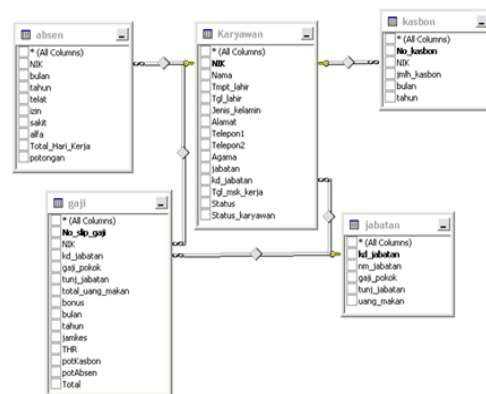 absen
* (All Columns)
NIK
bulan
tahun
telat
izin
sakit
alfa
Total_Hari_Kerja
potongan
Karyawan
* (All Columns)
NIK
Nama
Tmpt_lahir
Tgl_lahir
Jenis_kelamin
Alamat
Telepon1
Telepon2
Agama
jabatan
kd_jabatan
Tgl_msk_kerja
Status
Status_karyawan
kasbon
* (All Columns)
No_kasbon
NIK
jmlh_kasbon
bulan
tahun
gaji
* (All Columns)
No_slip_gaji
NIK
kd_jabatan
gaji_pokok
tunj_jabatan
total_uang_makan
bonus
bulan
tahun
jamkes
THR
potKasbon
potAbsen
Total
jabatan
* (All Columns)
kd_jabatan
nm_jabatan
gaji_pokok
tunj_jabatan
uang_makan